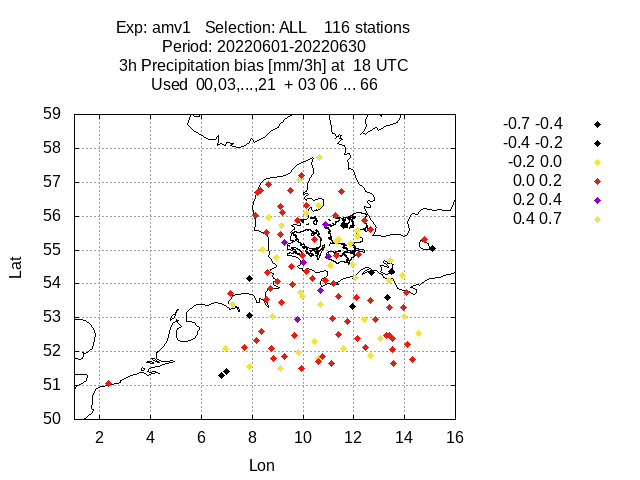 Exp: amv1 Selection: ALL 116 stations
Period: 20220601-20220630
3h Precipitation bias [mm/3h] at 18 UTC
Used 00,03,...,21 + 03 06 ... 66
-0.7 -0.4
-0.4 -0.2
-0.2 0.0
0.0 0.2
0.2 0.4
0.4 0.7
59
58
57
56
55
54
53
52
51
50
Lat
2 4 6 8 10 12 14 16
Lon